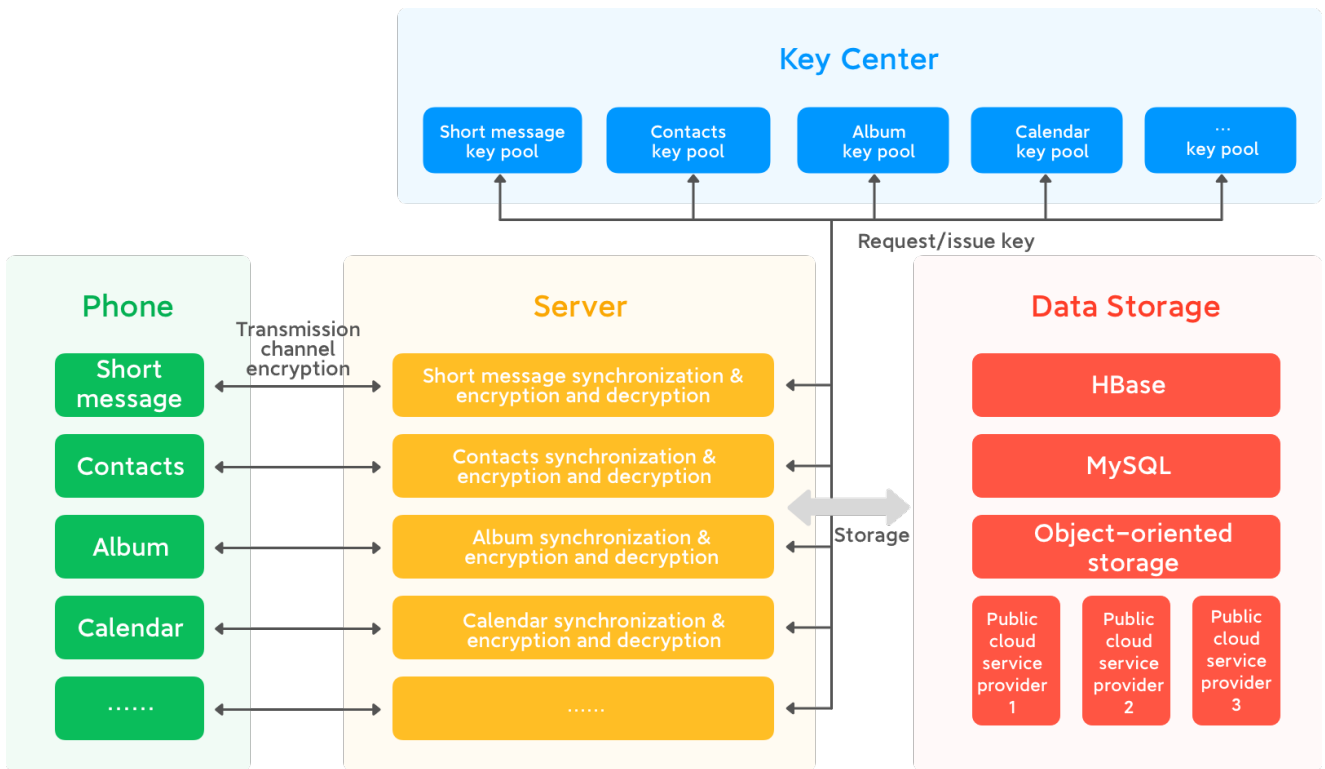 Key Center
Short message
key pool
Contacts
key pool
Album
key pool
Calendar
key pool
...
key pool
Request/issue key
Phone
Transmission
channel
encryption
Server
Data Storage
Short
message
Short message synchronization &
encryption and decryption
HBase
Contacts
Contacts synchronization &
encryption and decryption
MySQL
Album
Album synchronization &
encryption and decryption
Storage
Object-oriented
storage
Calendar
Calendar synchronization &
encryption and decryption
Public
cloud
service
provider
1
Public
cloud
service
provider
2
Public
cloud
service
provider
3
......
......